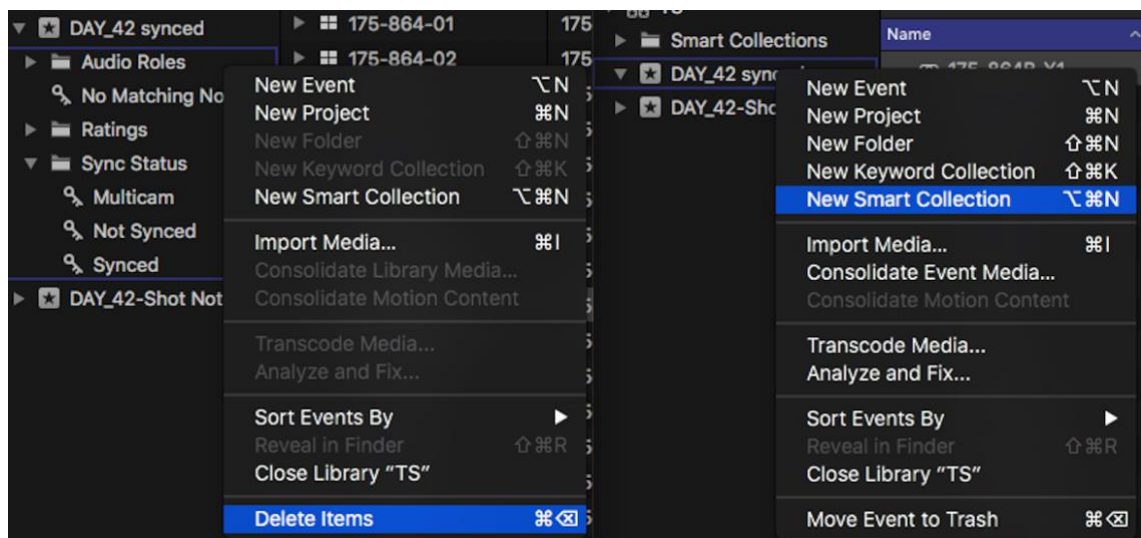 DAY_42 synced
175-864-01
175
Audio Roles
175-864-02
175
No Matching No
Ratings
Sync Status
Multicam
Not Synced
Synced
DAY_42-Shot Not
New Event ⌥N
New Project ⌘N
New Folder ⇧⌘N
New Keyword Collection ⇧⌘K
New Smart Collection ⌥⌘N
Import Media... ⌘I
Consolidate Library Media...
Consolidate Motion Content
Transcode Media...
Analyze and Fix...
Sort Events By
Reveal in Finder ⇧⌘R
Close Library “TS”
Delete Items ⌘⌫
Smart Collections
DAY_42 sync
DAY_42-Sho
Name
New Event ⌥N
New Project ⌘N
New Folder ⇧⌘N
New Keyword Collection ⇧⌘K
New Smart Collection ⌥⌘N
Import Media... ⌘I
Consolidate Event Media...
Consolidate Motion Content
Transcode Media...
Analyze and Fix...
Sort Events By
Reveal in Finder ⇧⌘R
Close Library “TS”
Move Event to Trash ⌘⌫